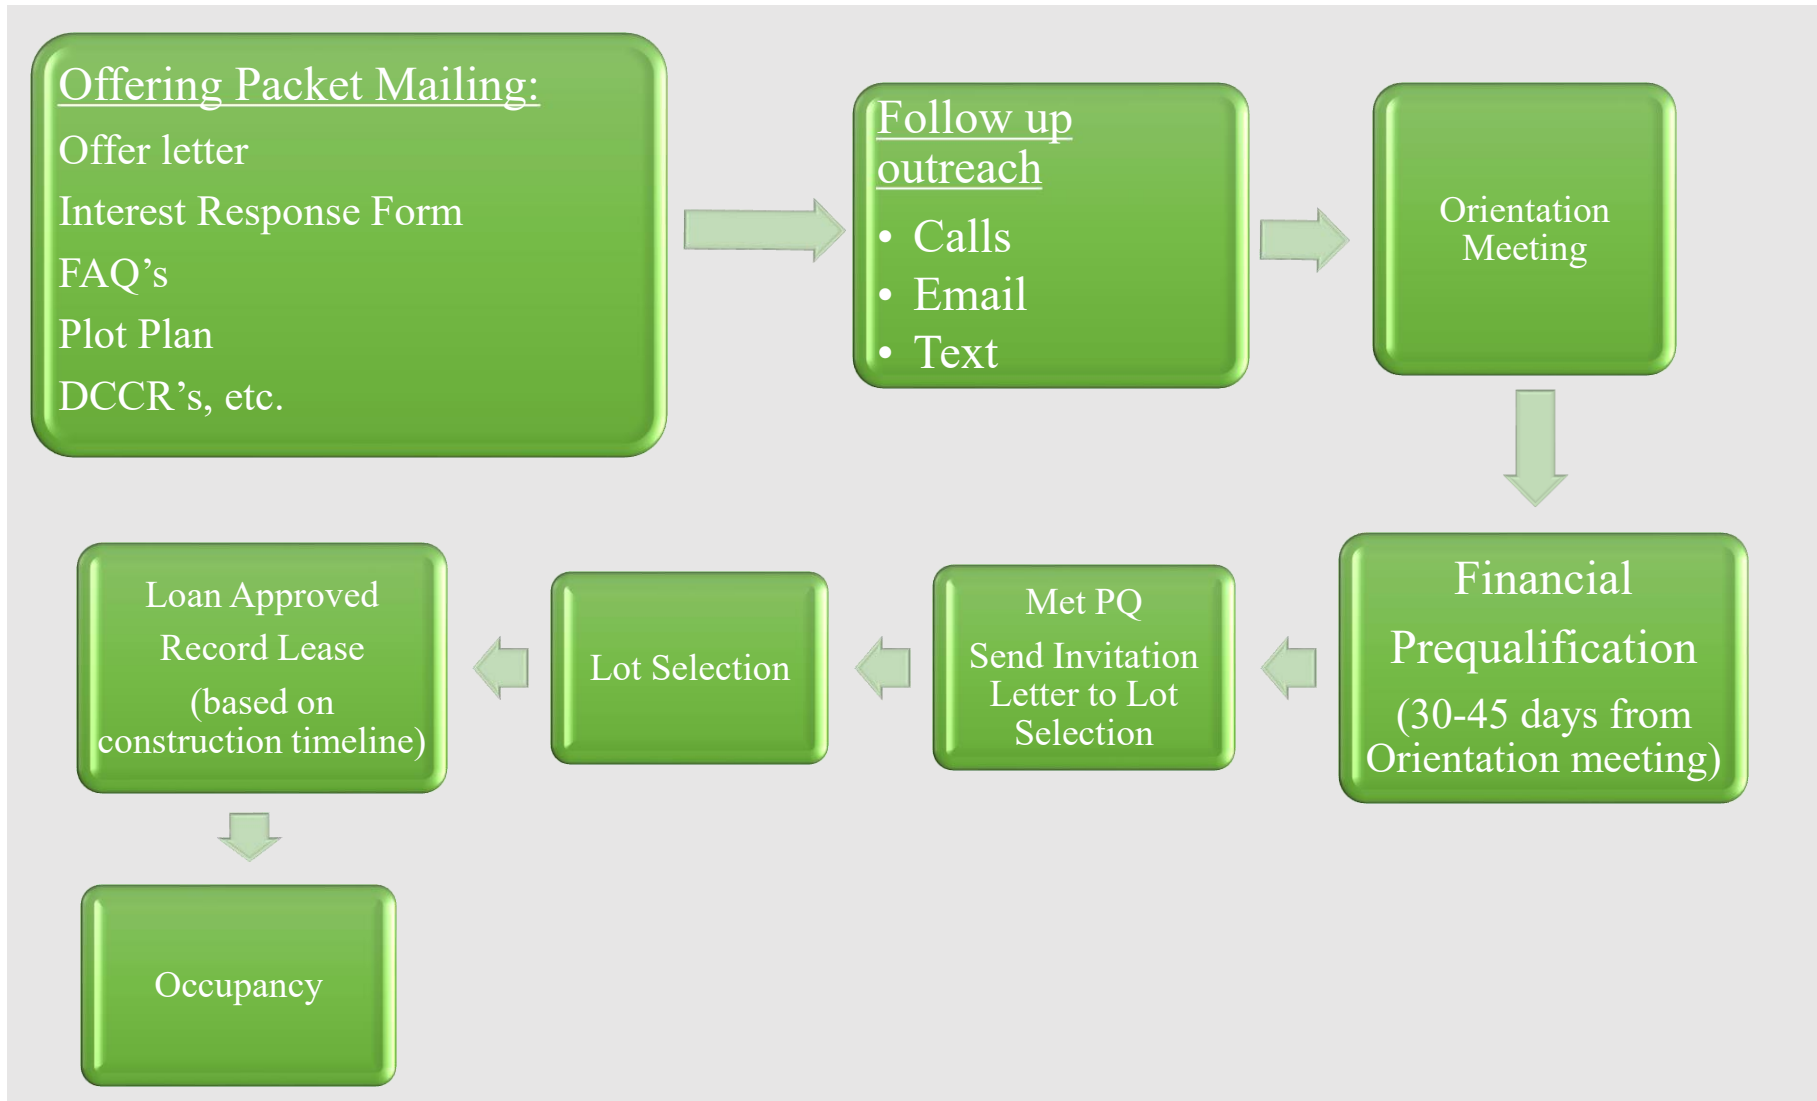 Offering Packet Mailing:
Offer letter
Interest Response Form
FAQ’s
Plot Plan
DCCR’s, etc.
Follow up
outreach
• Calls
• Email
• Text
Orientation
Meeting
Financial
Prequalification
(30-45 days from
Orientation meeting)
Met PQ
Send Invitation
Letter to Lot
Selection
Lot Selection
Loan Approved
Record Lease
(based on
construction timeline)
Occupancy